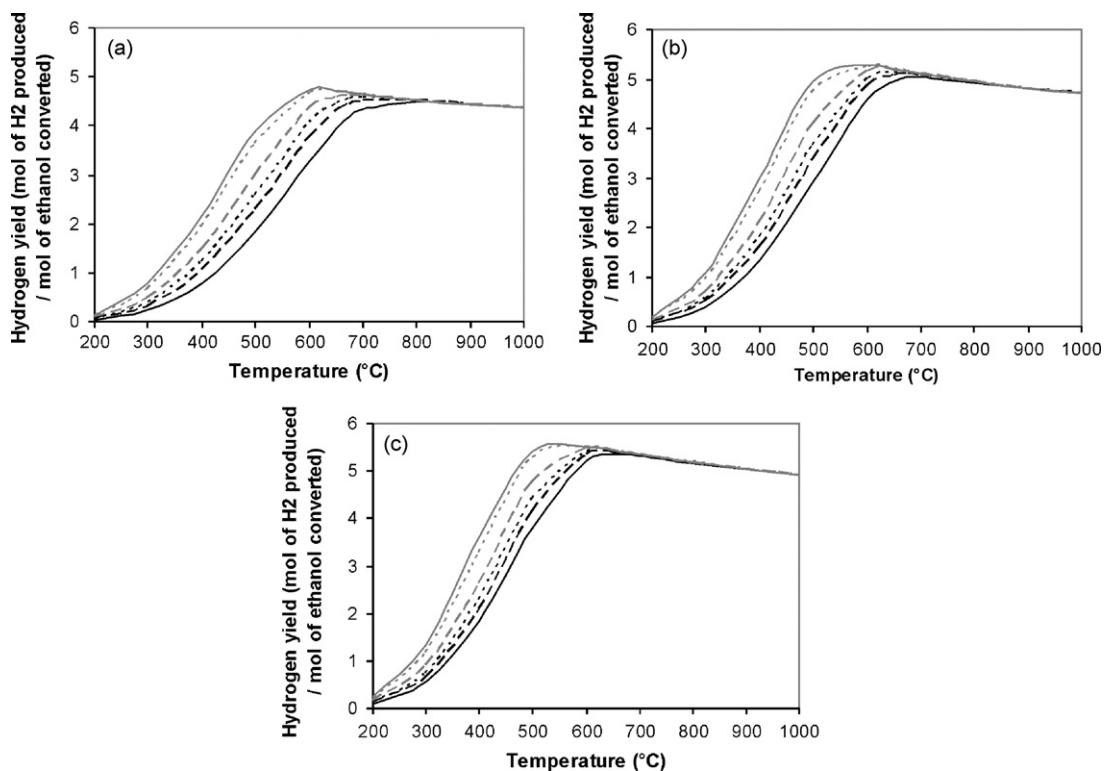 (a)
Hydrogen yield (mol of H2 produced
/ mol of ethanol converted)
6
5
4
3
2
1
0
200 300 400 500 600 700 800 900 1000
Temperature (°C)
(b)
Hydrogen yield (mol of H2 produced
/ mol of ethanol converted)
6
5
4
3
2
1
0
200 300 400 500 600 700 800 900 1000
Temperature (°C)
(c)
Hydrogen yield (mol of H2 produced
/ mol of ethanol converted)
6
5
4
3
2
1
0
200 300 400 500 600 700 800 900 1000
Temperature (°C)